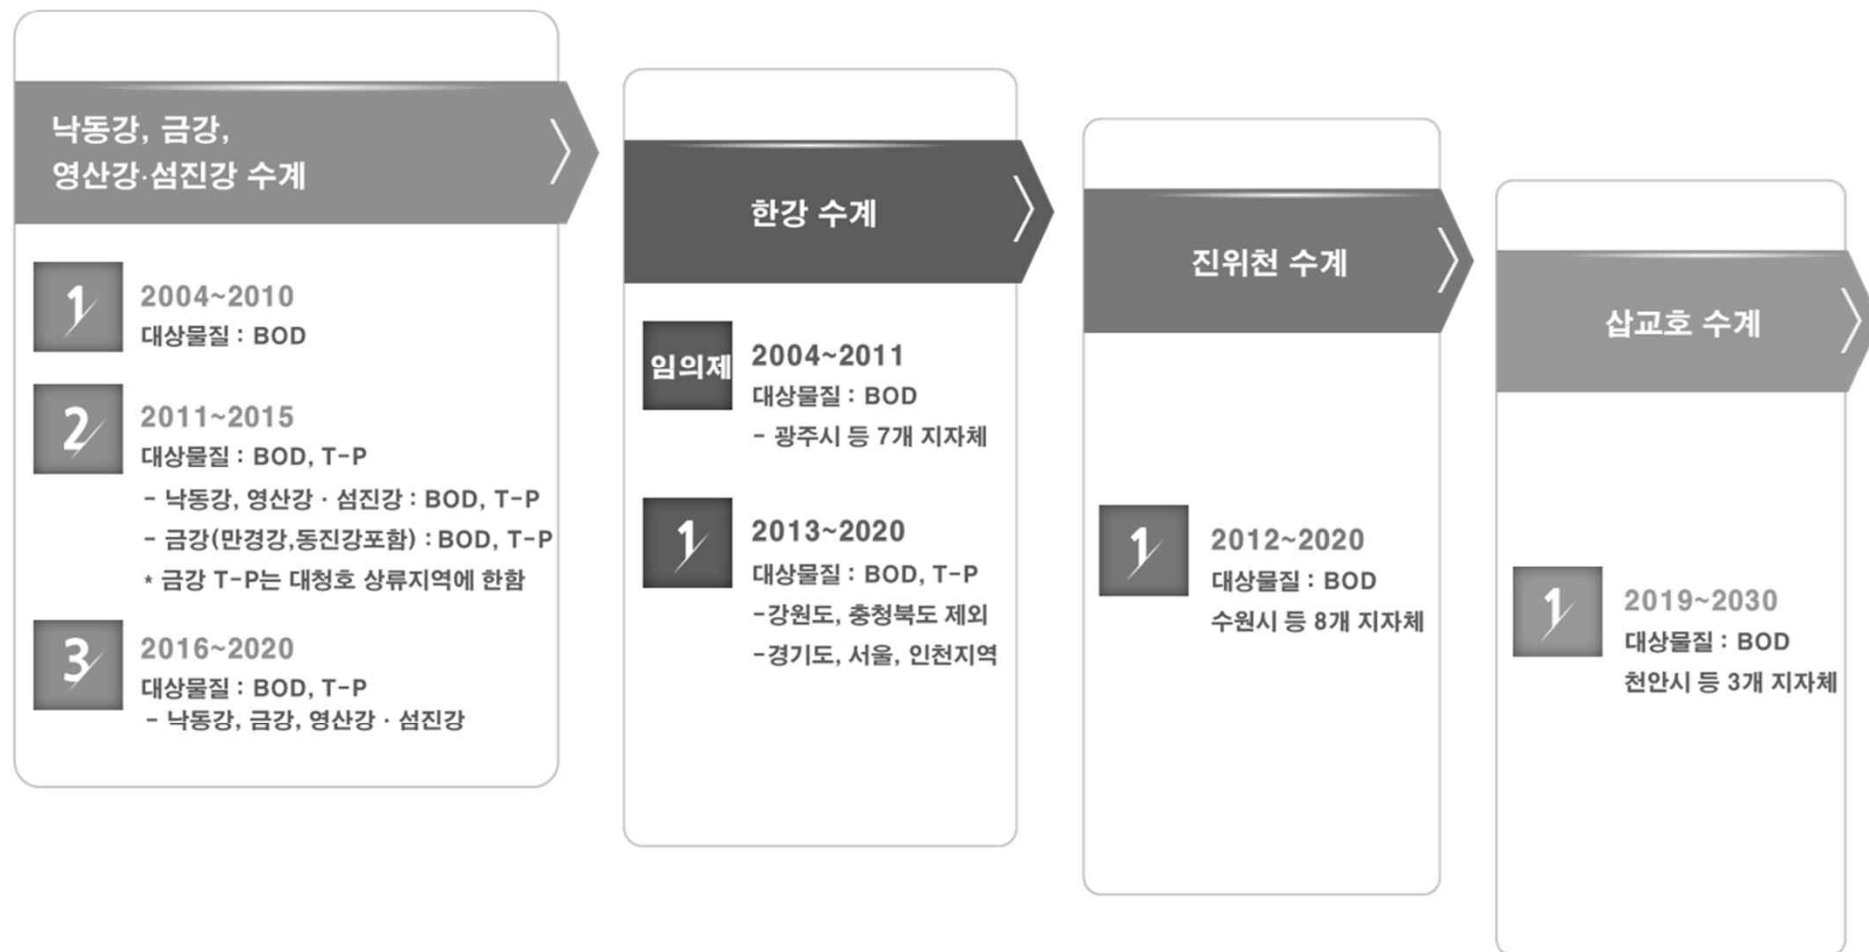 낙동강, 금강,
영산강·섬진강 수계
1
2004~2010
대상물질 : BOD
2
2011~2015
대상물질 : BOD, T-P
- 낙동강, 영산강 · 섬진강 : BOD, T-P
- 금강(만경강,동진강포함) : BOD, T-P
* 금강 T-P는 대청호 상류지역에 한함
3
2016~2020
대상물질 : BOD, T-P
- 낙동강, 금강, 영산강 · 섬진강
한강 수계
임의제
2004~2011
대상물질 : BOD
- 광주시 등 7개 지자체
1
2013~2020
대상물질 : BOD, T-P
-강원도, 충청북도 제외
-경기도, 서울, 인천지역
진위천 수계
1
2012~2020
대상물질 : BOD
수원시 등 8개 지자체
삽교호 수계
1
2019~2030
대상물질 : BOD
천안시 등 3개 지자체